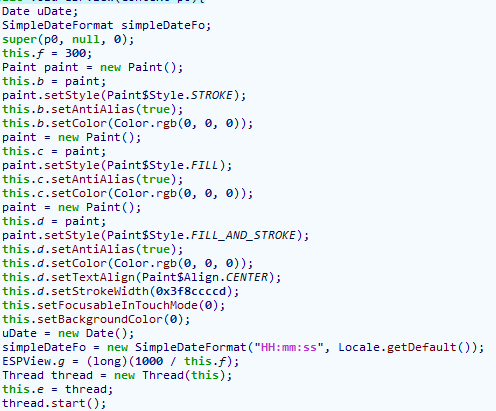 Date uDate;
SimpleDateFormat simpleDateFo;
super(p0, null, 0);
this.f = 300;
Paint paint = new Paint();
this.b = paint;
paint.setStyle(Paint$Style.STROKE);
this.b.setAntiAlias(true);
this.b.setColor(Color.rgb(0, 0, 0));
paint = new Paint();
this.c = paint;
paint.setStyle(Paint$Style.FILL);
this.c.setAntiAlias(true);
this.c.setColor(Color.rgb(0, 0, 0));
paint = new Paint();
this.d = paint;
paint.setStyle(Paint$Style.FILL_AND_STROKE);
this.d.setAntiAlias(true);
this.d.setColor(Color.rgb(0, 0, 0));
this.d.setTextAlign(Paint$Align.CENTER);
this.d.setStrokeWidth(0x3f8ccccd);
this.setFocusableInTouchMode(0);
this.setBackgroundColor(0);
uDate = new Date();
simpleDateFo = new SimpleDateFormat("HH:mm:ss", Locale.getDefault());
ESPView.g = (long)(1000 / this.f);
Thread thread = new Thread(this);
this.e = thread;
thread.start();